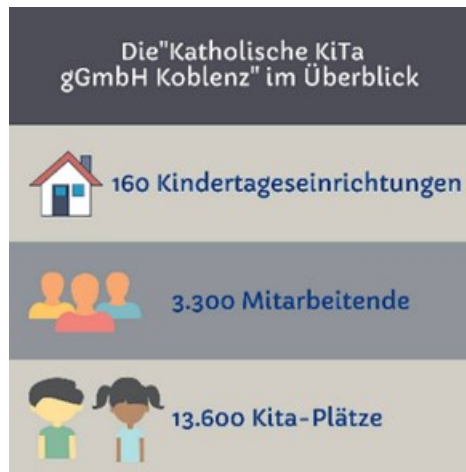 Die"Katholische KiTa
gGmbH Koblenz" im Überblick
160 Kindertageseinrichtungen
3.300 Mitarbeitende
13.600 Kita-Plätze